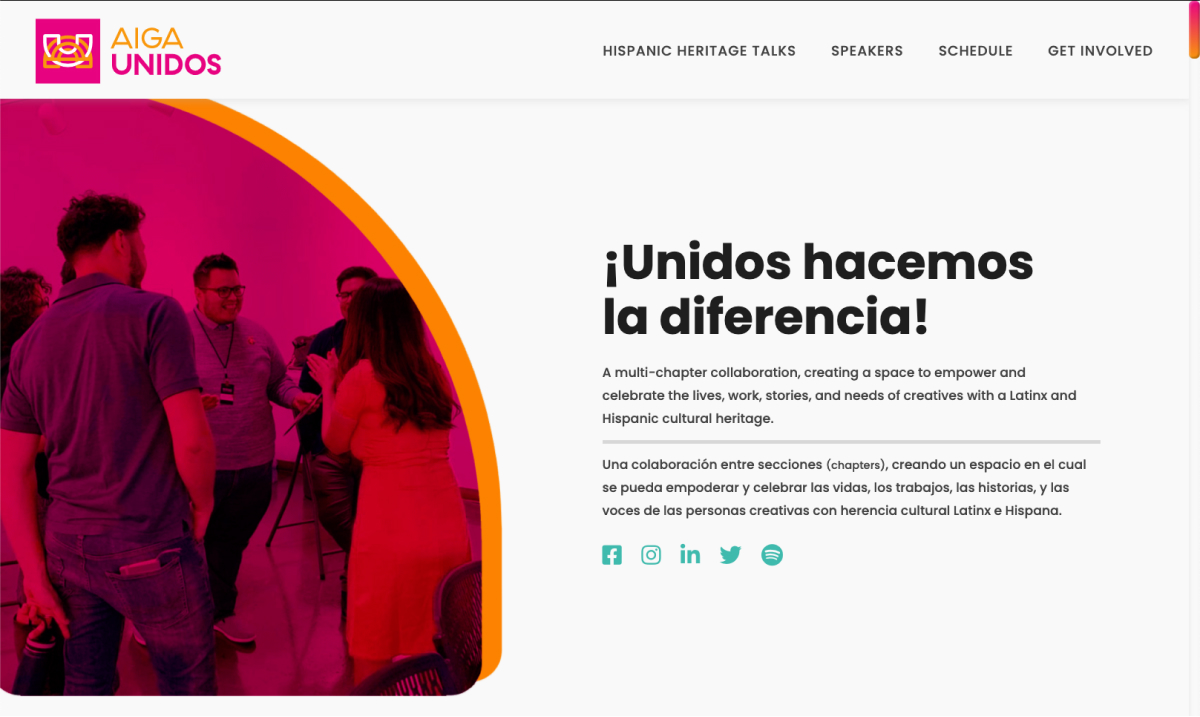 AIGA
UNIDOS
HISPANIC HERITAGE TALKS
SPEAKERS
SCHEDULE
GET INVOLVED
¡Unidos hacemos
la diferencia!
A multi-chapter collaboration, creating a space to empower and
celebrate the lives, work, stories, and needs of creatives with a Latinx and
Hispanic cultural heritage.
Una colaboración entre secciones (chapters), creando un espacio en el cual
se pueda empoderar y celebrar las vidas, los trabajos, las historias, y las
voces de las personas creativas con herencia cultural Latinx e Hispana.